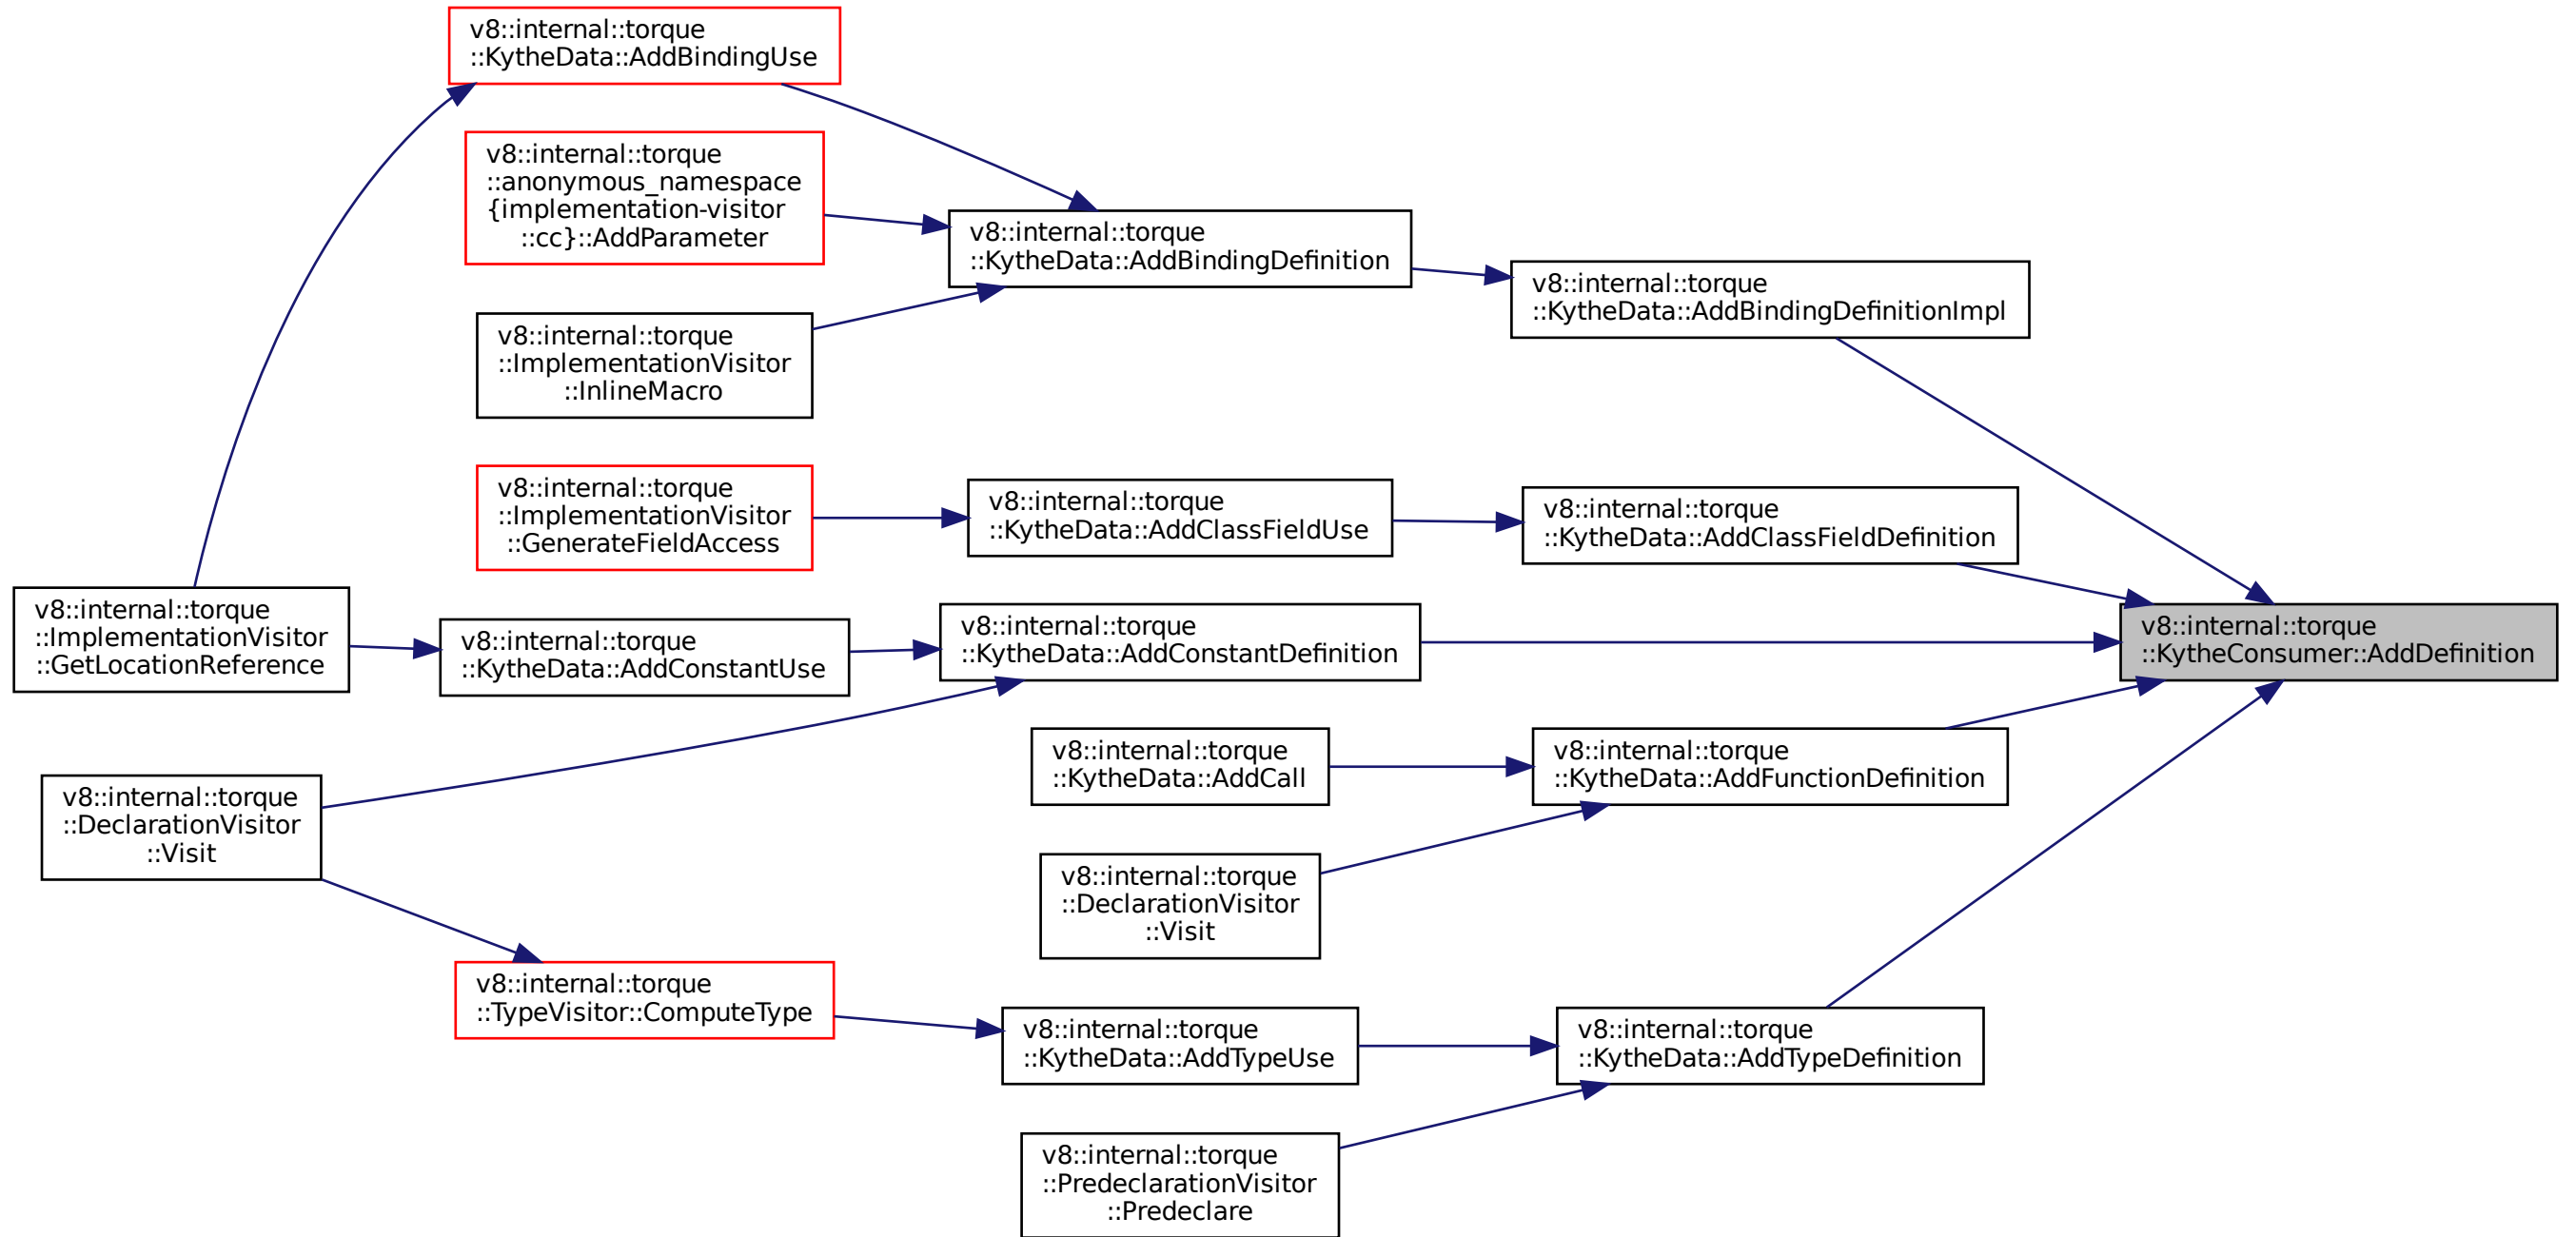 v8::internal::torque
::KytheData::AddBindingUse
v8::internal::torque
::anonymous_namespace
{implementation-visitor
::cc}::AddParameter
v8::internal::torque
::KytheData::AddBindingDefinition
v8::internal::torque
::KytheData::AddBindingDefinitionImpl
v8::internal::torque
::ImplementationVisitor
::InlineMacro
v8::internal::torque
::ImplementationVisitor
::GenerateFieldAccess
v8::internal::torque
::KytheData::AddClassFieldUse
v8::internal::torque
::KytheData::AddClassFieldDefinition
v8::internal::torque
::ImplementationVisitor
::GetLocationReference
v8::internal::torque
::KytheData::AddConstantUse
v8::internal::torque
::KytheData::AddConstantDefinition
v8::internal::torque
::KytheConsumer::AddDefinition
v8::internal::torque
::KytheData::AddCall
v8::internal::torque
::KytheData::AddFunctionDefinition
v8::internal::torque
::DeclarationVisitor
::Visit
v8::internal::torque
::DeclarationVisitor
::Visit
v8::internal::torque
::TypeVisitor::ComputeType
v8::internal::torque
::KytheData::AddTypeUse
v8::internal::torque
::KytheData::AddTypeDefinition
v8::internal::torque
::PredeclarationVisitor
::Predeclare